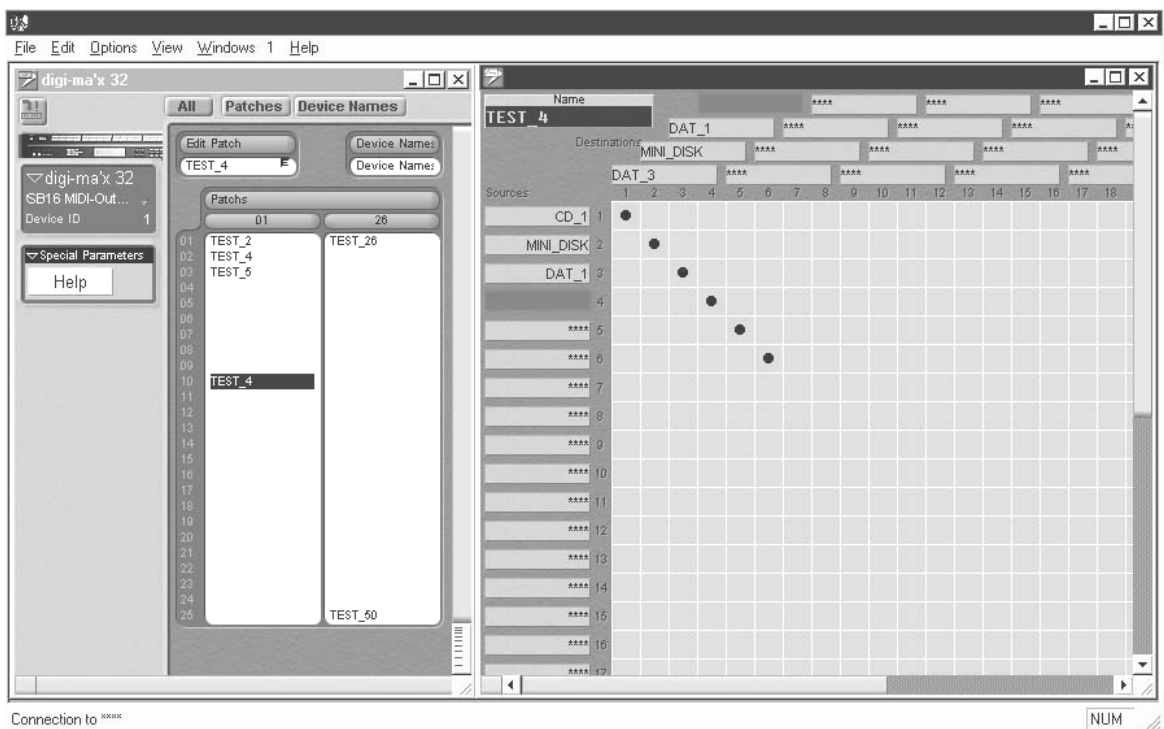 File Edit Options View Windows 1 Help
digi-ma'x 32
All Patches Device Names
Edit Patch Device Names
TEST_4 E Device Names
digi-ma'x 32
SB16 MIDI-Out...
Device ID 1
Special Parameters
Help
Patchs
01 26
01 TEST_2 TEST_26
02 TEST_4
03 TEST_5
04
05
06
07
08
09
10 TEST_4
11
12
13
14
15
16
17
18
19
20
21
22
23
24
25 TEST_50
Name
TEST_4
**** **** ****
DAT_1 **** **** ****
Destinations
MINI_DISK **** **** **** ****
DAT_3 **** **** **** ****
Sources 1 2 3 4 5 6 7 8 9 10 11 12 13 14 15 16 17 18
CD_1 1
MINI_DISK 2
DAT_1 3
4
**** 5
**** 6
**** 7
**** 8
**** 9
**** 10
**** 11
**** 12
**** 13
**** 14
**** 15
**** 16
**** 17
Connection to ****
NUM